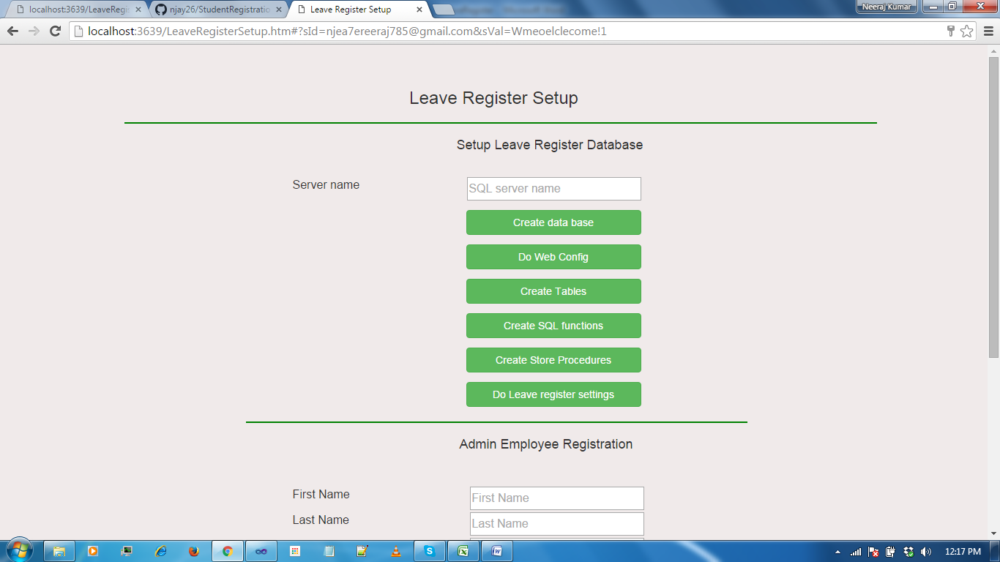 localhost:3639/LeaveRegis
njay26/StudentRegistratio
Leave Register Setup
Neeraj Kumar
localhost:3639/LeaveRegisterSetup.htm#?sId=njea7ereeraj785@gmail.com&sVal=Wmeoelclecome!1
Leave Register Setup
Setup Leave Register Database
Server name
SQL server name
Create data base
Do Web Config
Create Tables
Create SQL functions
Create Store Procedures
Do Leave register settings
Admin Employee Registration
First Name
First Name
Last Name
Last Name
12:17 PM